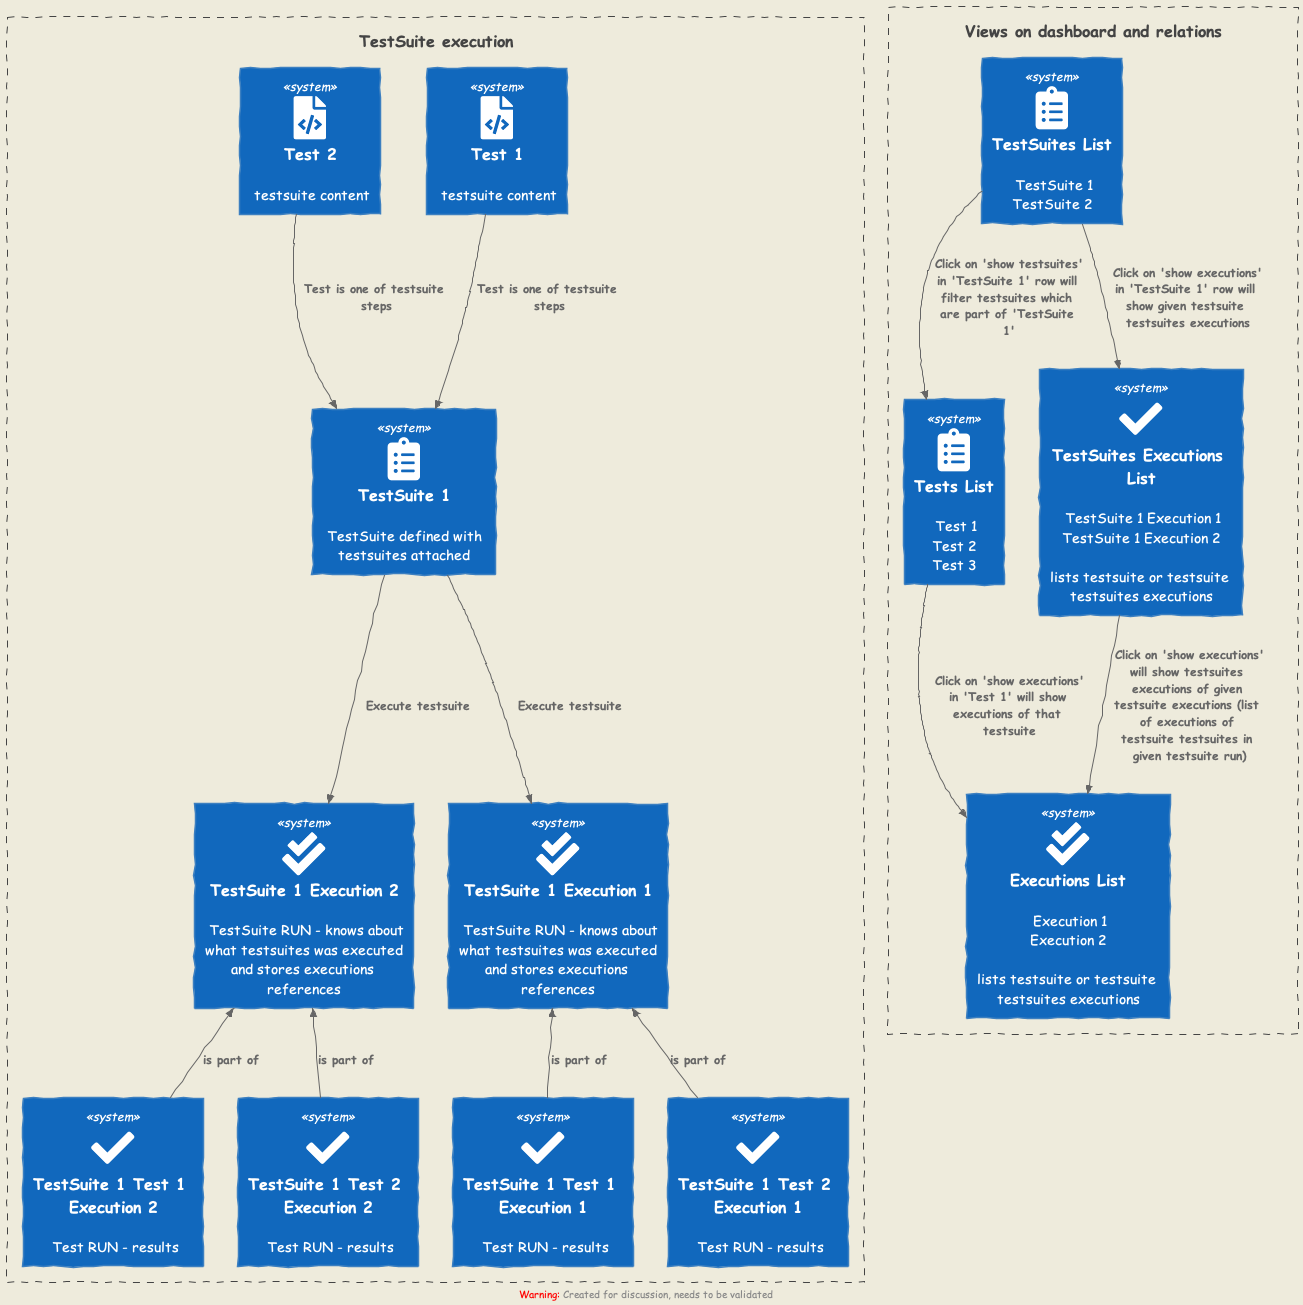 TestSuite execution
«system»
Test 2
testsuite content
«system»
Test 1
testsuite content
Test is one of testsuite
steps
Test is one of testsuite
steps
«system»
TestSuite 1
TestSuite defined with
testsuites attached
Execute testsuite
Execute testsuite
«system»
TestSuite 1 Execution 2
TestSuite RUN - knows about
what testsuites was executed
and stores executions
references
«system»
TestSuite 1 Execution 1
TestSuite RUN - knows about
what testsuites was executed
and stores executions
references
is part of
is part of
is part of
is part of
«system»
TestSuite 1 Test 1
Execution 2
Test RUN - results
«system»
TestSuite 1 Test 2
Execution 2
Test RUN - results
«system»
TestSuite 1 Test 1
Execution 1
Test RUN - results
«system»
TestSuite 1 Test 2
Execution 1
Test RUN - results
Views on dashboard and relations
«system»
TestSuites List
TestSuite 1
TestSuite 2
Click on 'show testsuites'
in 'TestSuite 1' row will
filter testsuites which
are part of 'TestSuite
1'
Click on 'show executions'
in 'TestSuite 1' row will
show given testsuite
testsuites executions
«system»
Tests List
Test 1
Test 2
Test 3
«system»
TestSuites Executions
List
TestSuite 1 Execution 1
TestSuite 1 Execution 2
lists testsuite or testsuite
testsuites executions
Click on 'show executions'
in 'Test 1' will show
executions of that
testsuite
Click on 'show executions'
will show testsuites
executions of given
testsuite executions (list
of executions of
testsuite testsuites in
given testsuite run)
«system»
Executions List
Execution 1
Execution 2
lists testsuite or testsuite
testsuites executions
Warning: Created for discussion, needs to be validated